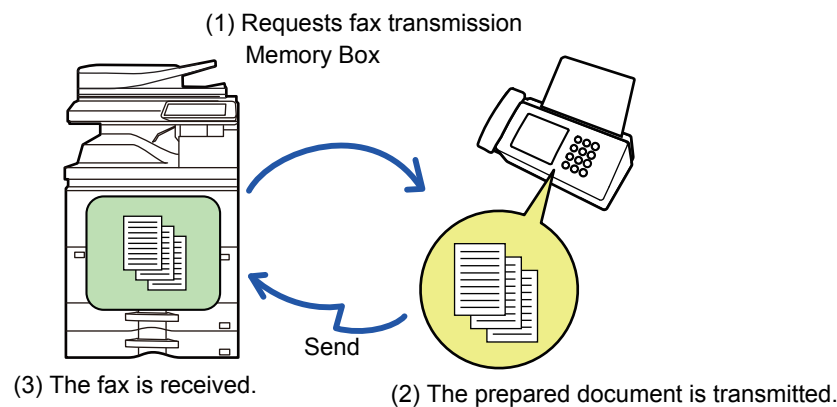 (1) Requests fax transmission
Memory Box
Send
(3) The fax is received.
(2) The prepared document is transmitted.